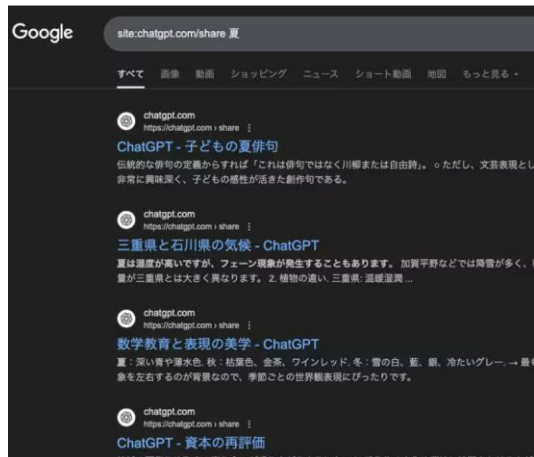 Google
site:chatgpt.com/share 夏
すべて 画像 動画 ショッピング ニュース ショート動画 地図 もっと見る
chatgpt.com
https://chatgpt.com › share
ChatGPT - 子どもの夏俳句
伝統的な俳句の定義からすれば「これは俳句ではなく川柳または自由詩」。 o ただし、文芸表現とし
非常に興味深く、子どもの感性が活きた創作句である。
chatgpt.com
https://chatgpt.com › share
三重県と石川県の気候 - ChatGPT
夏は湿度が高いですが、フェーン現象が発生することもあります。 加賀平野などでは降雪が多く、
量が三重県とは大きく異なります。 2. 植物の違い. 三重県: 温暖湿潤 ...
chatgpt.com
https://chatgpt.com › share
数学教育と表現の美学 - ChatGPT
夏：深い青や薄水色. 秋：枯葉色、金茶、ワインレッド. 冬：雪の白、藍、銀、冷たいグレー. → 最
象を左右するのが背景なので、季節ごとの世界観表現にぴったりです。
chatgpt.com
https://chatgpt.com › share
ChatGPT - 資本の再評価